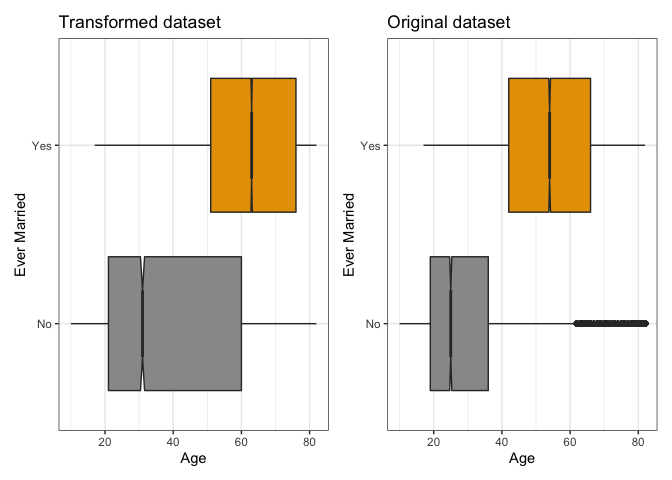 Transformed dataset
Ever Married
Yes
No
20 40 60 80
Age
Original dataset
Ever Married
Yes
No
20 40 60 80
Age